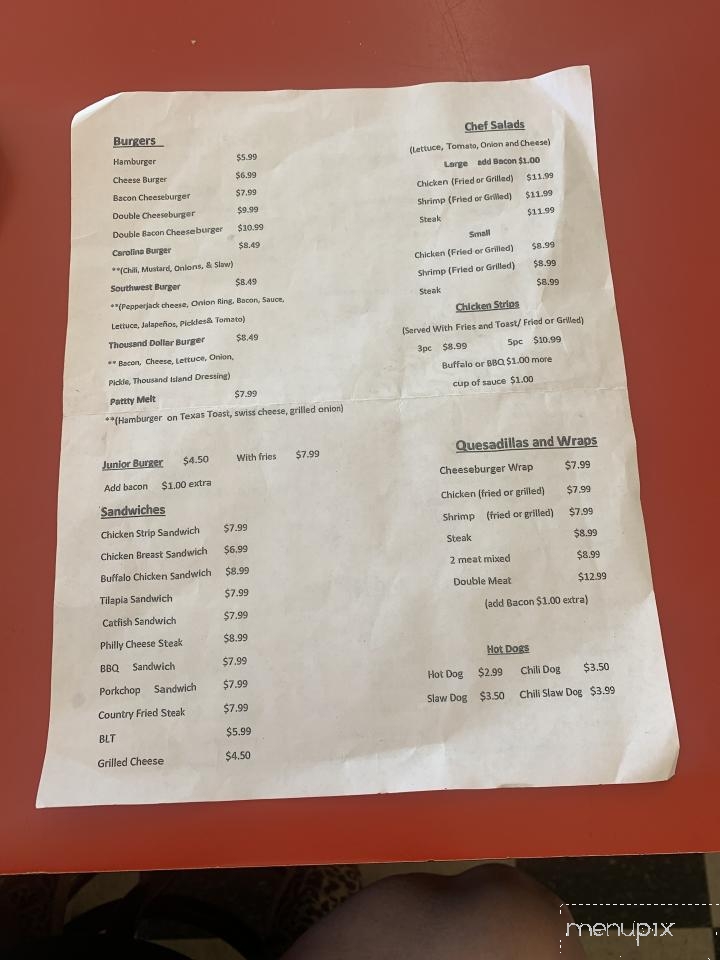 Burgers
Hamburger $5.99
Cheese Burger $6.99
Bacon Cheeseburger $7.99
Double Cheeseburger $9.99
Double Bacon Cheeseburger $10.99
Carolina Burger $8.49
**(Chili, Mustard, Onions, & Slaw)
Southwest Burger $8.49
**(Pepperjack cheese, Onion Ring, Bacon, Sauce,
Lettuce, Jalapeños, Pickles& Tomato)
Thousand Dollar Burger $8.49
** Bacon, Cheese, Lettuce, Onion,
Pickle, Thousand Island Dressing)
Pattty Melt $7.99
**(Hamburger on Texas Toast, swiss cheese, grilled onion)
Junior Burger $4.50 With fries $7.99
Add bacon $1.00 extra
Sandwiches
Chicken Strip Sandwich $7.99
Chicken Breast Sandwich $6.99
Buffalo Chicken Sandwich $8.99
Tilapia Sandwich $7.99
Catfish Sandwich $7.99
Philly Cheese Steak $8.99
BBQ Sandwich $7.99
Porkchop Sandwich $7.99
Country Fried Steak $7.99
BLT $5.99
Grilled Cheese $4.50
Chef Salads
(Lettuce, Tomato, Onion and Cheese)
Large add Bacon $1.00
Chicken (Fried or Grilled) $11.99
Shrimp (Fried or Grilled) $11.99
Steak $11.99
Small
Chicken (Fried or Grilled) $8.99
Shrimp (Fried or Grilled) $8.99
Steak $8.99
Chicken Strips
(Served With Fries and Toast/ Fried or Grilled)
3pc $8.99 5pc $10.99
Buffalo or BBQ $1.00 more
cup of sauce $1.00
Quesadillas and Wraps
Cheeseburger Wrap $7.99
Chicken (fried or grilled) $7.99
Shrimp (fried or grilled) $7.99
Steak $8.99
2 meat mixed $8.99
Double Meat $12.99
(add Bacon $1.00 extra)
Hot Dogs
Hot Dog $2.99 Chili Dog $3.50
Slaw Dog $3.50 Chili Slaw Dog $3.99
menupix